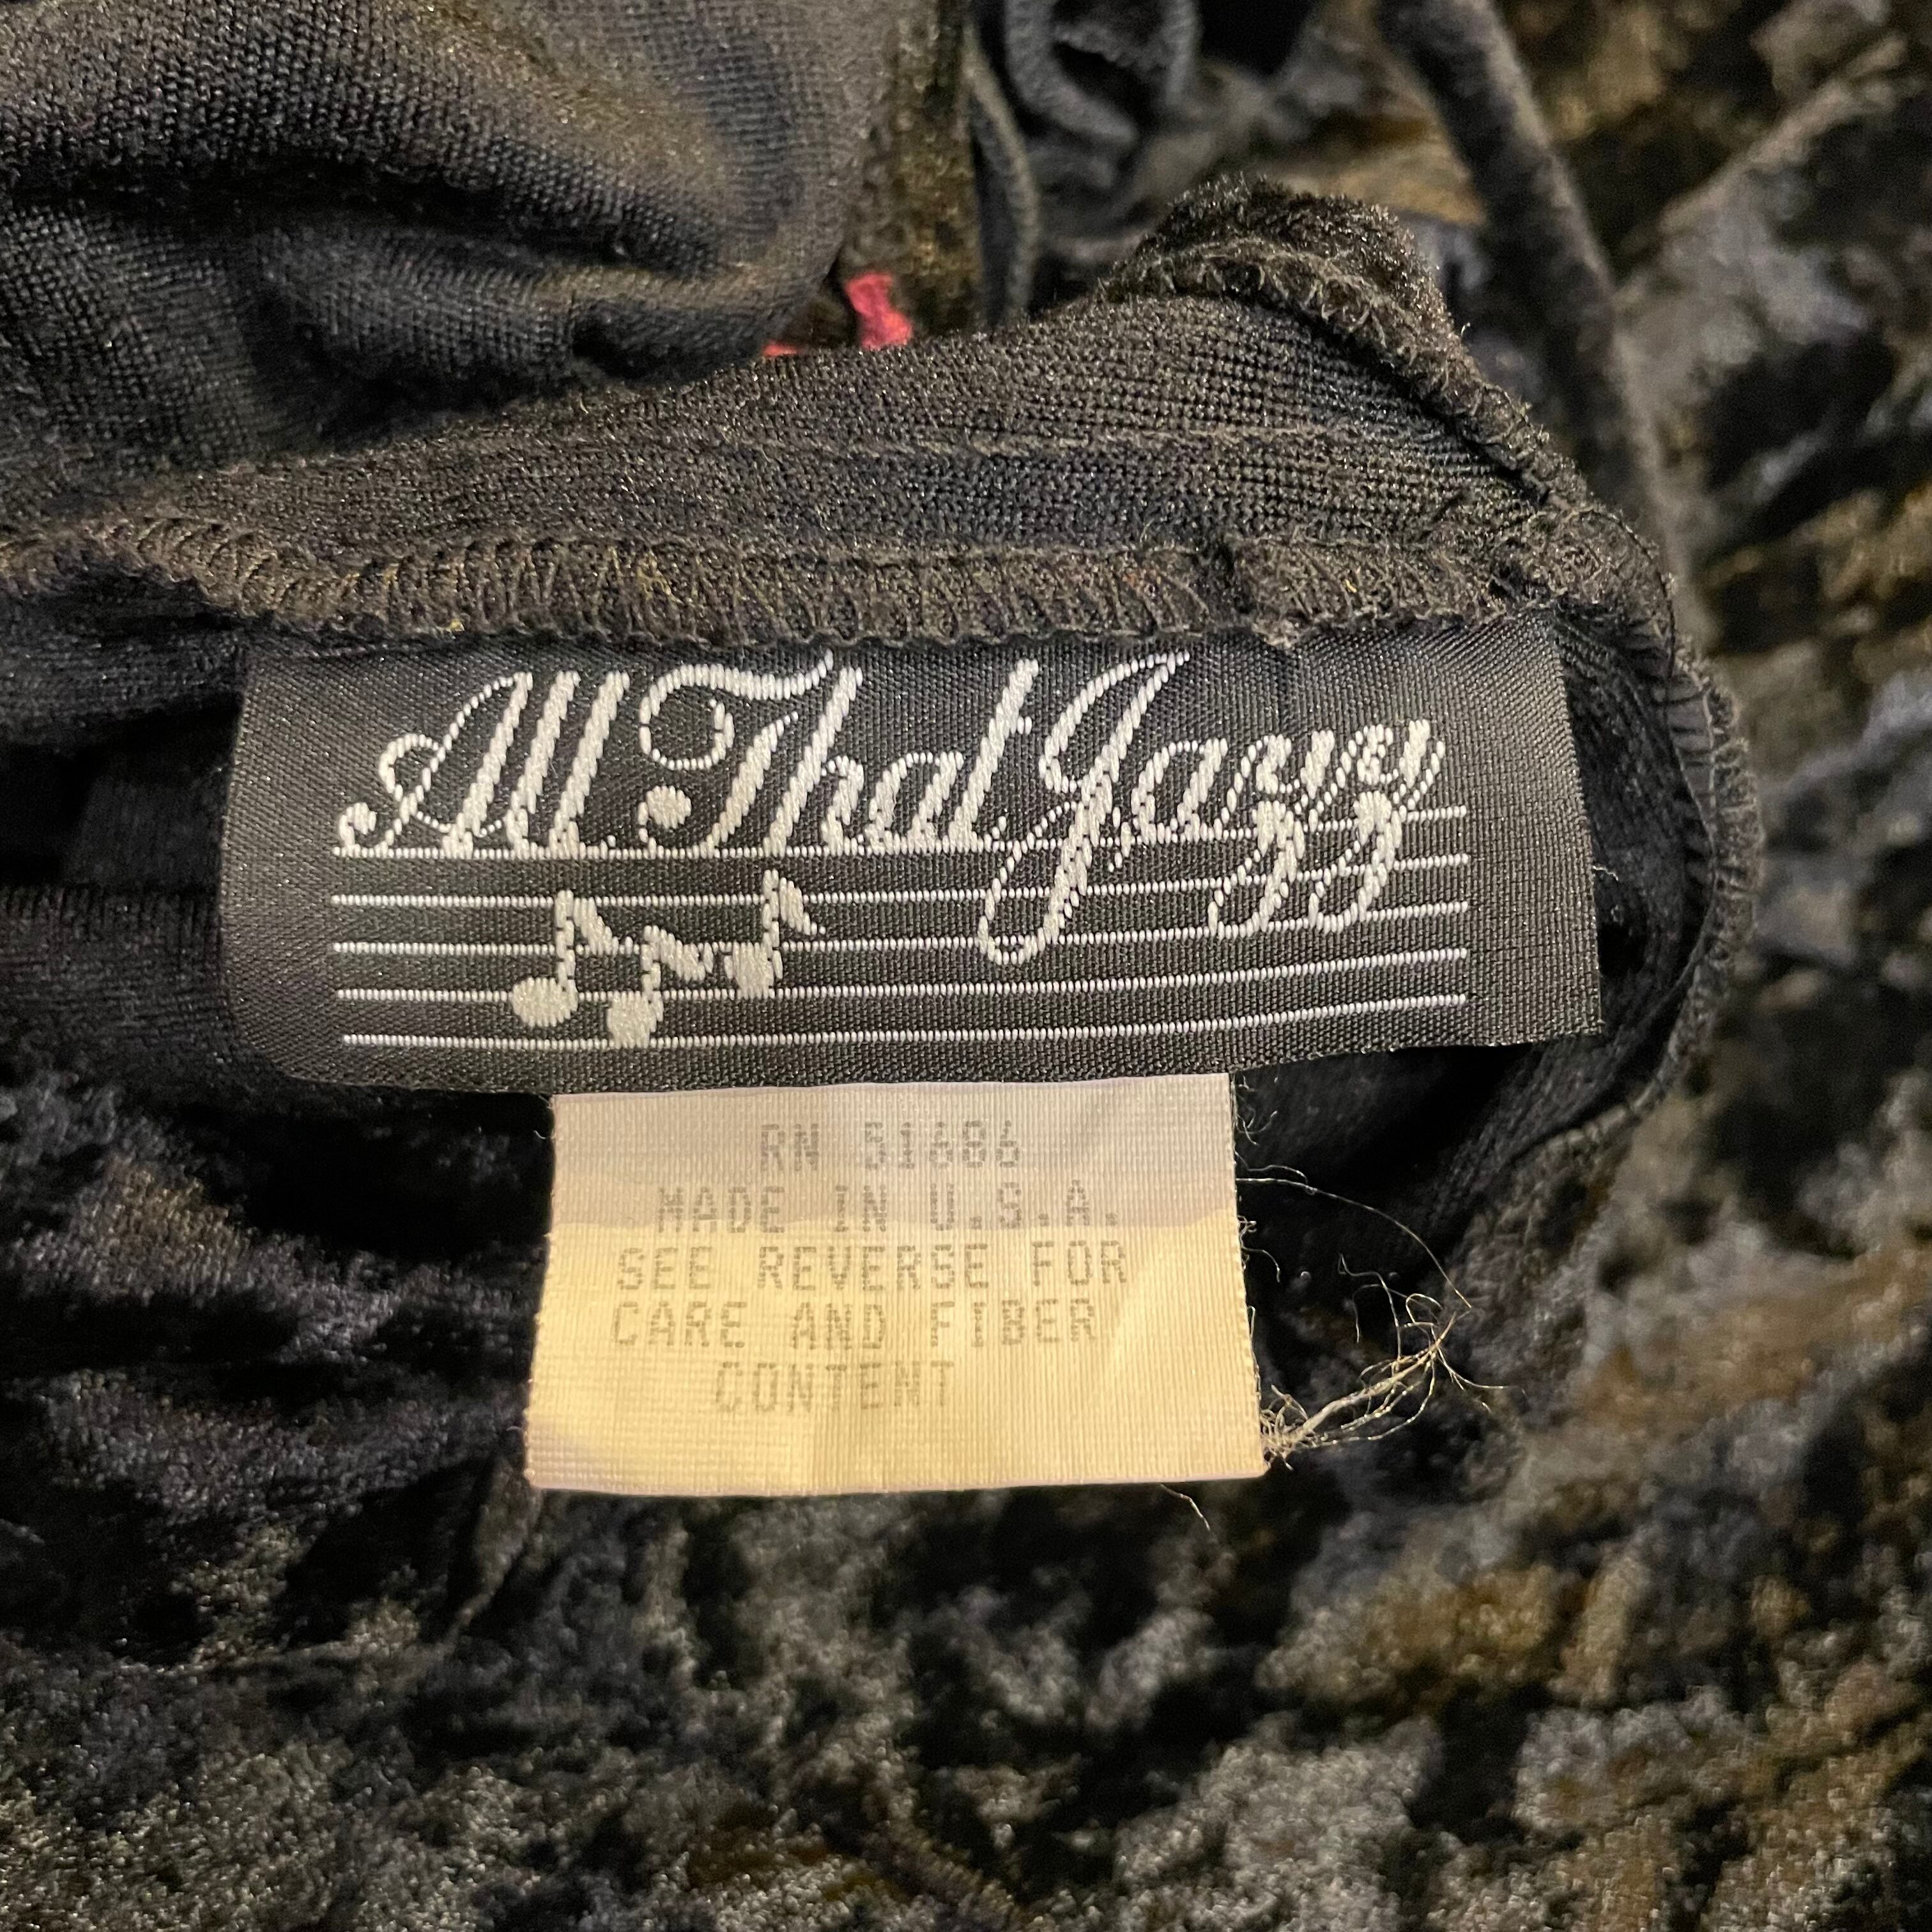 All That Jazz
RN 51686
MADE IN U.S.A.
SEE REVERSE FOR
CARE AND FIBER
CONTENT